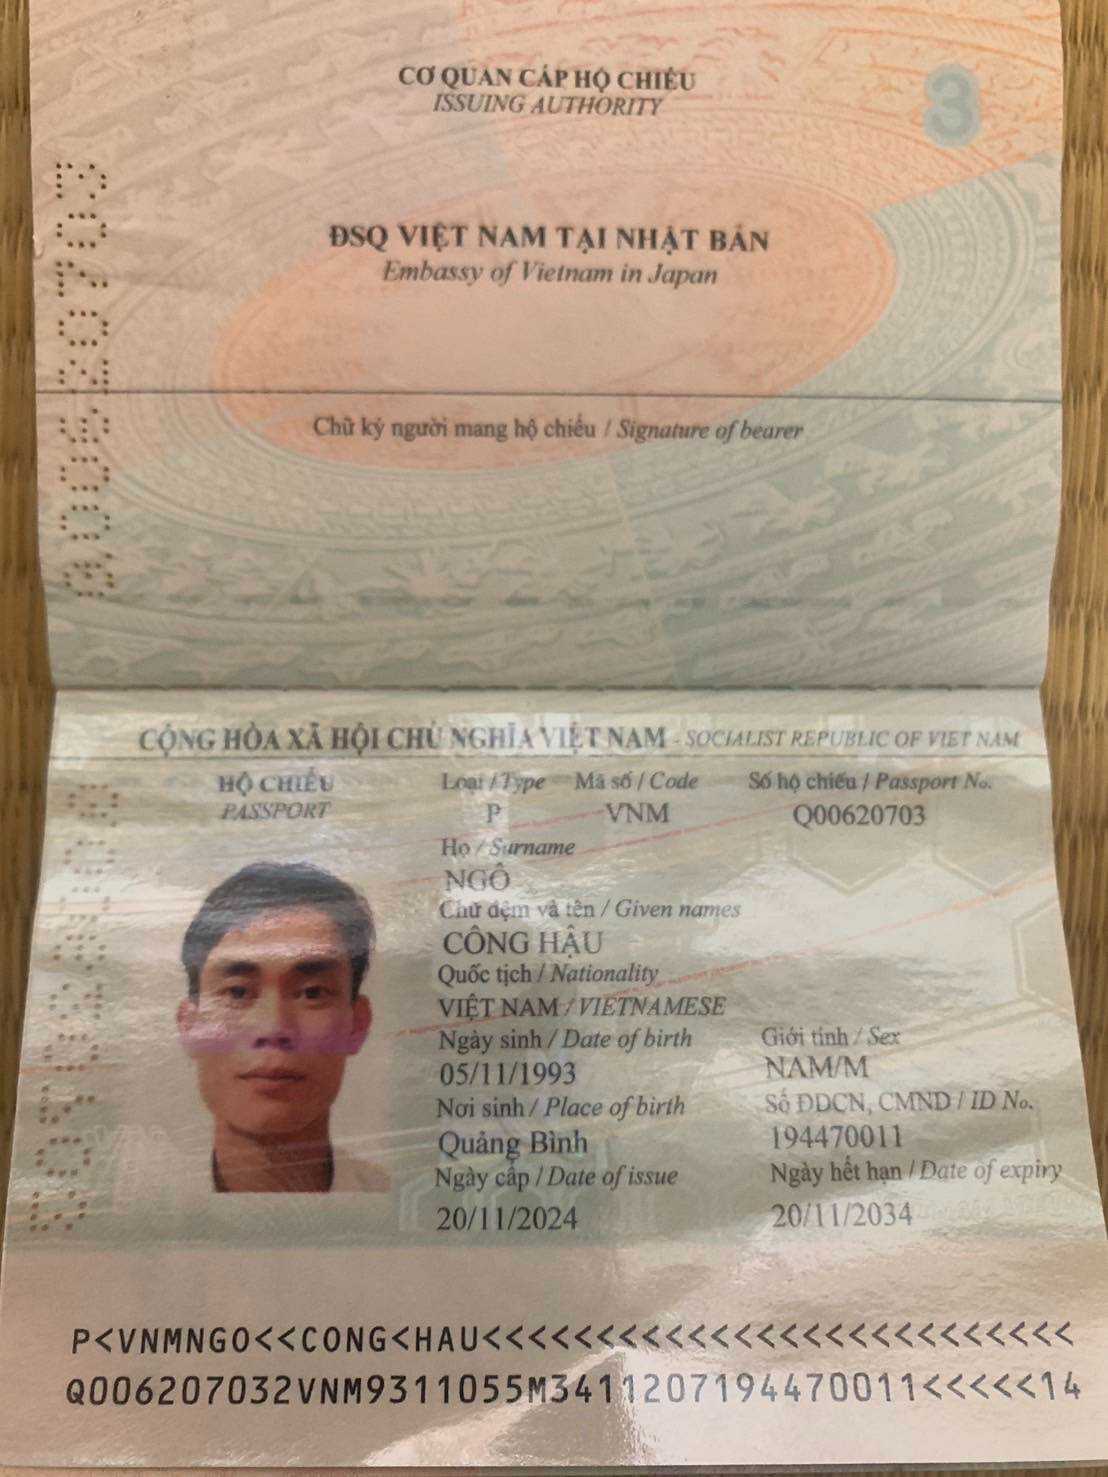 CƠ QUAN CẤP HỘ CHIẾU
ISSUING AUTHORITY
3
ĐSQ VIỆT NAM TẠI NHẬT BẢN
Embassy of Vietnam in Japan
Chữ ký người mang hộ chiếu / Signature of bearer
CỘNG HÒA XÃ HỘI CHỦ NGHĨA VIỆT NAM - SOCIALIST REPUBLIC OF VIET NAM
HỘ CHIẾU
PASSPORT
Loại / Type Mã số / Code Số hộ chiếu / Passport No.
P VNM Q00620703
Họ / Surname
NGÔ
Chữ đệm và tên / Given names
CÔNG HẬU
Quốc tịch / Nationality
VIỆT NAM / VIETNAMESE
Ngày sinh / Date of birth Giới tính / Sex
05/11/1993 NAM/M
Nơi sinh / Place of birth Số ĐDCN, CMND / ID No.
Quảng Bình 194470011
Ngày cấp / Date of issue Ngày hết hạn / Date of expiry
20/11/2024 20/11/2034
P<VNMNGO<<CONG<HAU<<<<<<<<<<<<<<<<<<<<<<<<<<
Q006207032VNM9311055M3411207194470011<<<<<14